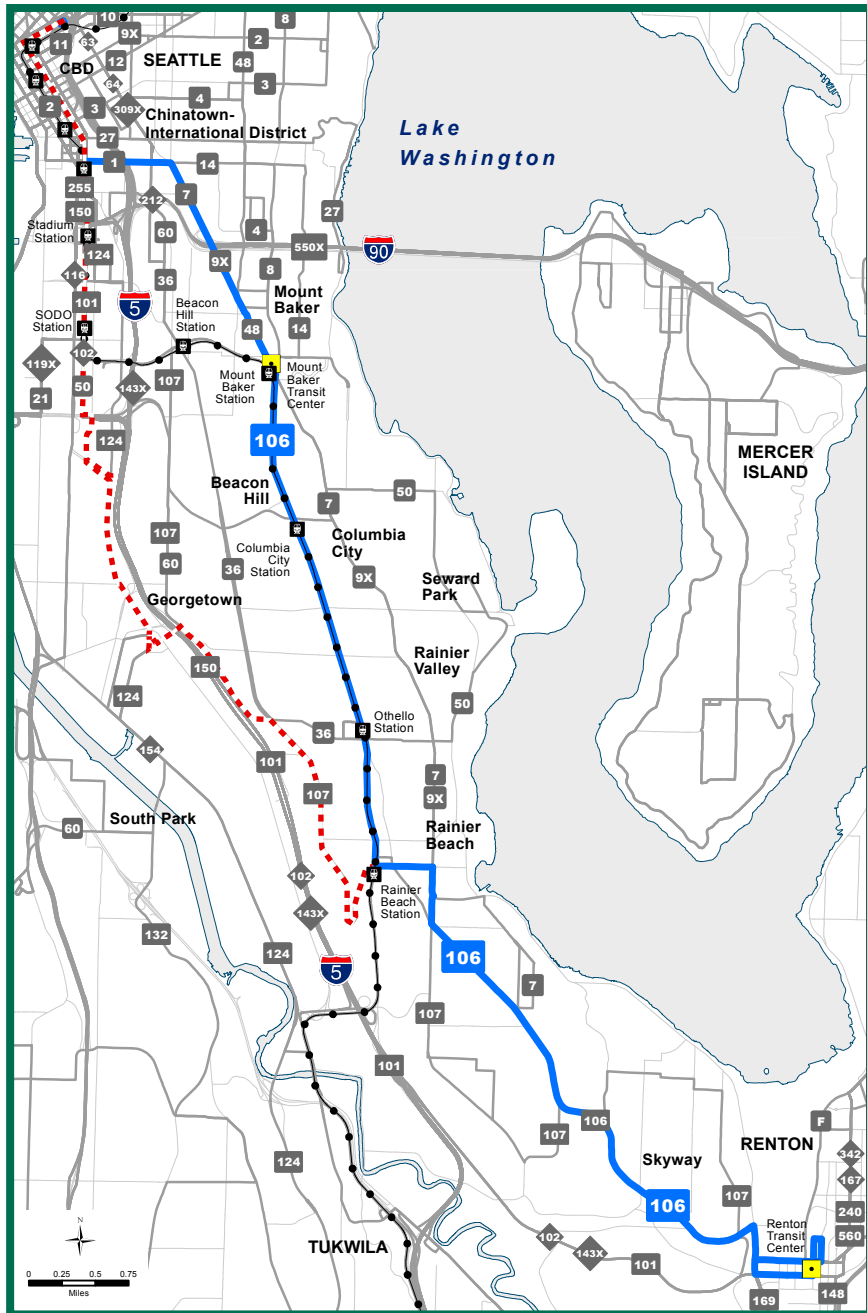 10
8
9X
2
11
63
SEATTLE
48
CBD
12
3
64
4
2
3
309X
Chinatown-
International District
27
Lake
Washington
1
14
255
7
212
150
27
Stadium
Station
60
4
124
550X
90
9X
116
8
36
101
5
Beacon
Hill
Station
Mount
Baker
SODO
Station
48
14
102
119X
107
143X
Mount
Baker
Station
Mount
Baker
Transit
Center
50
21
124
106
MERCER
ISLAND
Beacon
Hill
50
7
107
Columbia
City
Columbia
City
Station
60
36
9X
Seward
Park
Georgetown
Rainier
Valley
150
124
50
Othello
Station
36
154
101
7
107
9X
South Park
60
Rainier
Beach
102
Rainier
Beach
Station
143X
132
124
106
5
7
107
101
106
F
107
RENTON
124
Skyway
342
167
107
106
240
Renton
Transit
Center
560
N
102
TUKWILA
143X
101
0 0.25 0.5 0.75
Miles
169
148